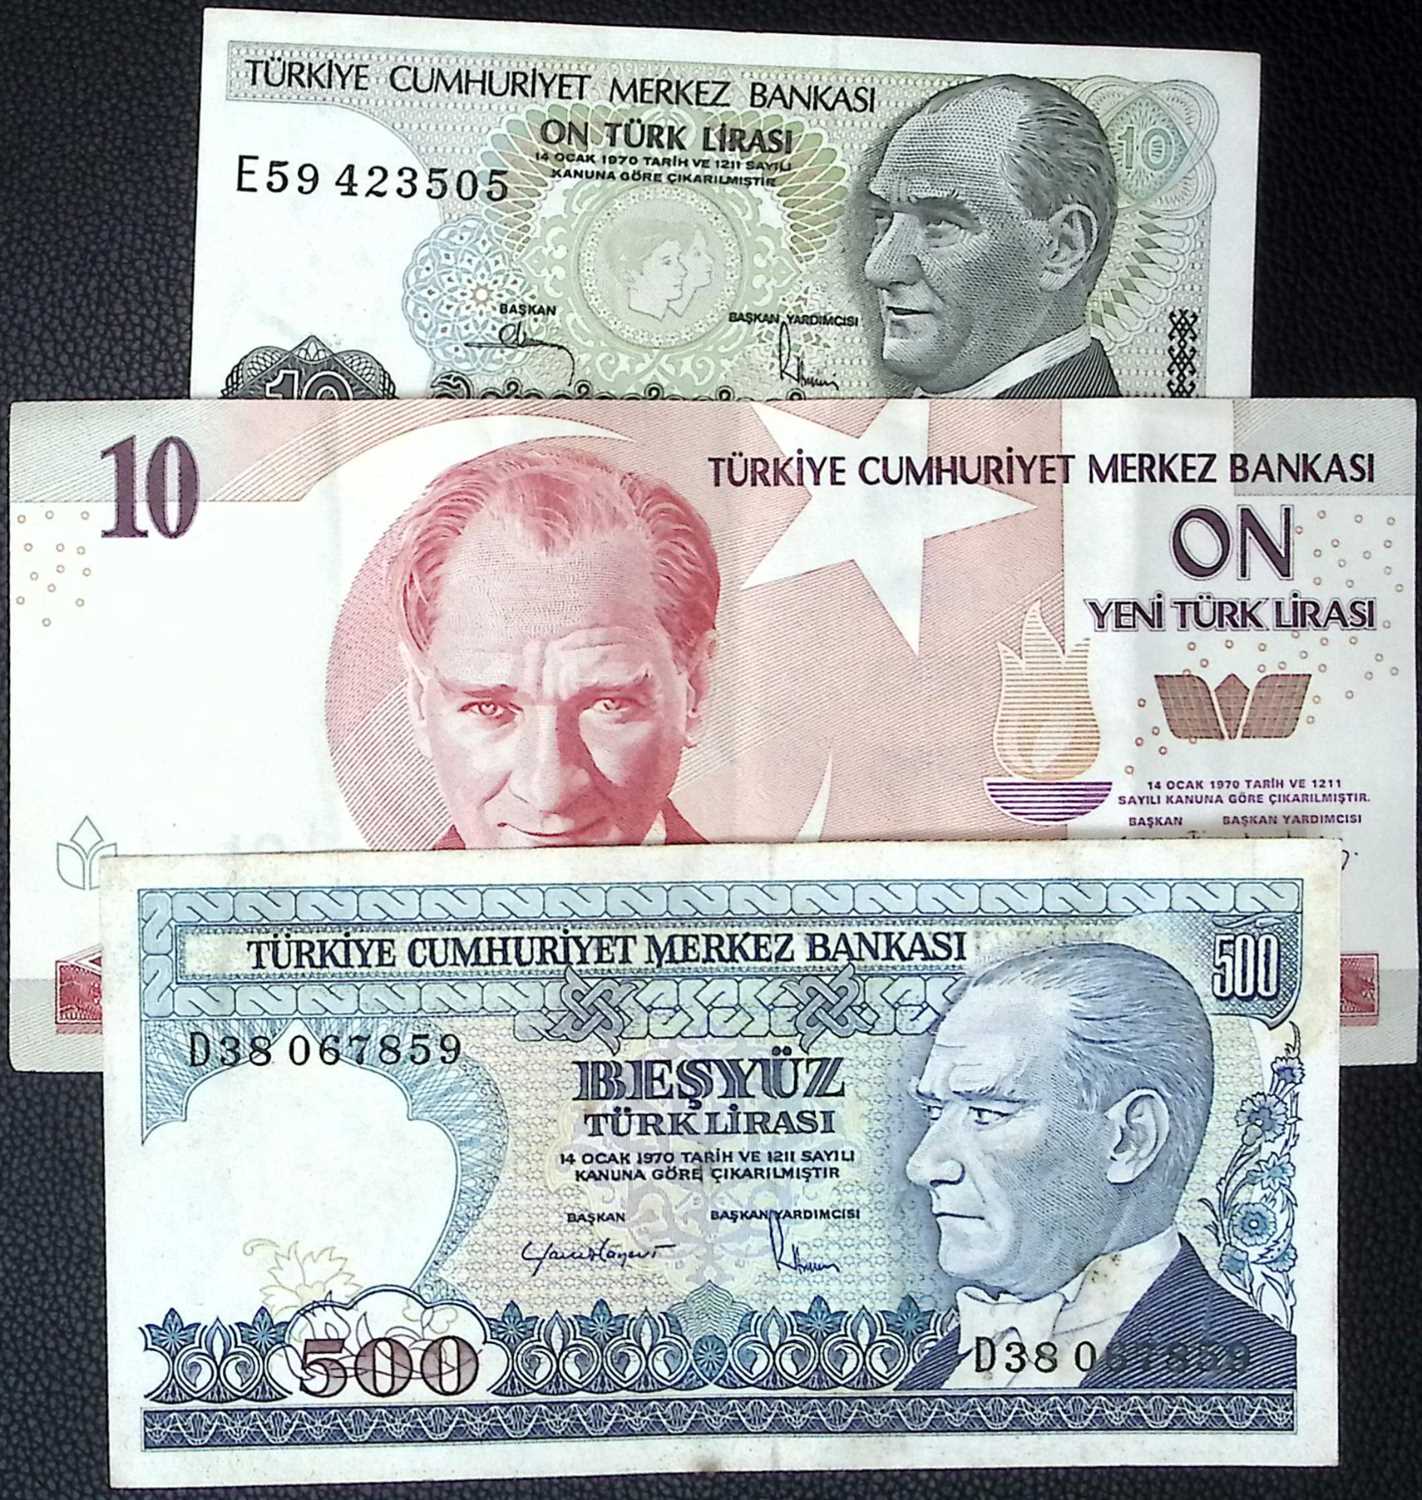 TÜRKİYE CUMHURİYET MERKEZ BANKASI
ON TÜRK LİRASI
14 OCAK 1970 TARİH VE 1211 SAYILI
KANUNA GÖRE ÇIKARILMIŞTIR
10
E59 423505
BAŞKAN
BAŞKAN YARDIMCISI
10
10
TÜRKİYE CUMHURİYET MERKEZ BANKASI
ON
YENİ TÜRK LİRASI
14 OCAK 1970 TARİH VE 1211
SAYILI KANUNA GÖRE ÇIKARILMIŞTIR.
BAŞKAN BAŞKAN YARDIMCISI
TÜRKİYE CUMHURİYET MERKEZ BANKASI
500
D38 067859
BEŞYÜZ
TÜRK LİRASI
14 OCAK 1970 TARİH VE 1211 SAYILI
KANUNA GÖRE ÇIKARILMIŞTIR
BAŞKAN
BAŞKAN YARDIMCISI
500
D38 067859